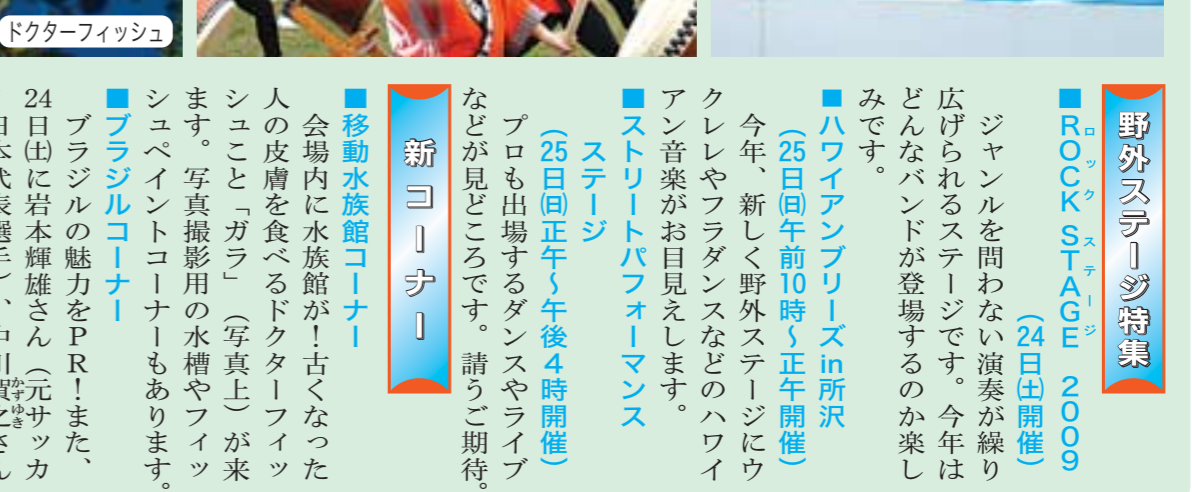 ドクターフィッシュ
野外ステージ特集
■ROCK STAGE 2009
ロック ステージ
(24日㈯開催)
ジャンルを問わない演奏が繰り
広げられるステージです。今年は
どんなバンドが登場するのか楽し
みです。
■ハワイアンブリーズin所沢
(25日㈰午前10時〜正午開催)
今年、新しく野外ステージにウ
クレレやフラダンスなどのハワイ
アン音楽がお目見えします。
■ストリートパフォーマンス
ステージ
(25日㈰正午〜午後4時開催)
プロも出場するダンスやライブ
などが見どころです。請うご期待。
新コーナー
■移動水族館コーナー
会場内に水族館が!古くなった
人の皮膚を食べるドクターフィッ
シュこと「ガラ」(写真上)が来
ます。写真撮影用の水槽やフィッ
シュペイントコーナーもあります。
■ブラジルコーナー
ブラジルの魅力をPR!また、
24日㈯に岩本輝雄さん(元サッカ